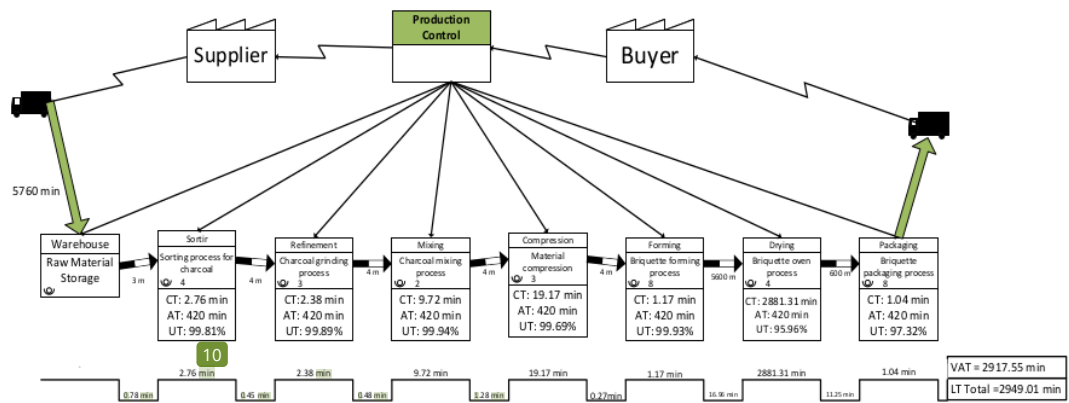 Production
Control
Supplier
Buyer
5760 min
Warehouse
Raw Material
Storage
3 m
Sortir
Sorting process for
charcoal
4
CT: 2.76 min
AT: 420 min
UT: 99.81%
4 m
Refinement
Charcoal grinding
process
3
CT:2.38 min
AT: 420 min
UT: 99.89%
4 m
Mixing
Charcoal mixing
process
2
CT: 9.72 min
AT: 420 min
UT: 99.94%
4 m
Compression
Material
compression
3
CT: 19.17 min
AT: 420 min
UT: 99.69%
4 m
Forming
Briquette forming
process
8
CT: 1.17 min
AT: 420 min
UT: 99.93%
5600 m
Drying
Briquette oven
process
4
CT: 2881.31 min
AT: 420 min
UT: 95.96%
600 m
Packaging
Briquette
packaging process
8
CT: 1.04 min
AT: 420 min
UT: 97.32%
10
2.76 min
2.38 min
9.72 min
19.17 min
1.17 min
2881.31 min
1.04 min
0.78 min
0.45 min
0.48 min
1.28 min
0.27min
16.96 min
11.25 min
VAT = 2917.55 min
LT Total =2949.01 min